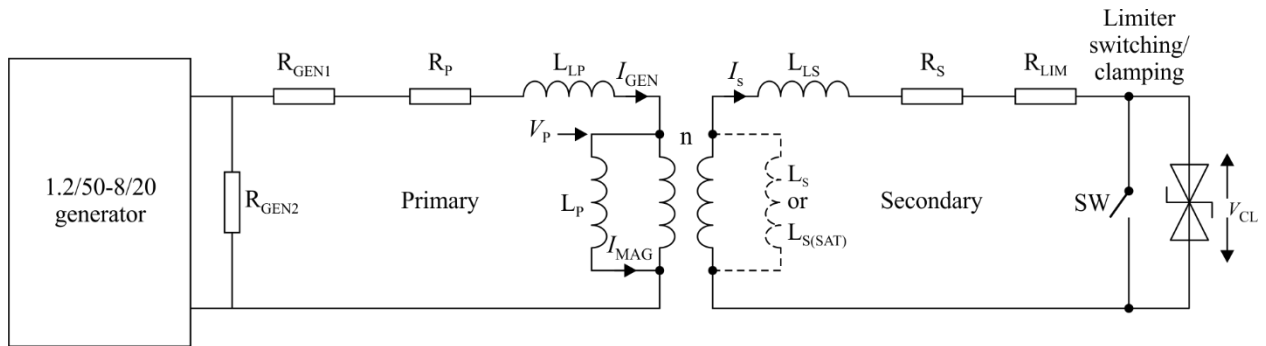 Limiter
switching/
clamping
R_GEN1
R_P
L_LP
I_GEN
I_s
L_LS
R_S
R_LIM
V_P
n
1.2/50-8/20
generator
R_GEN2
Primary
L_P
L_S
or
L_S(SAT)
Secondary
SW
V_CL
I_MAG